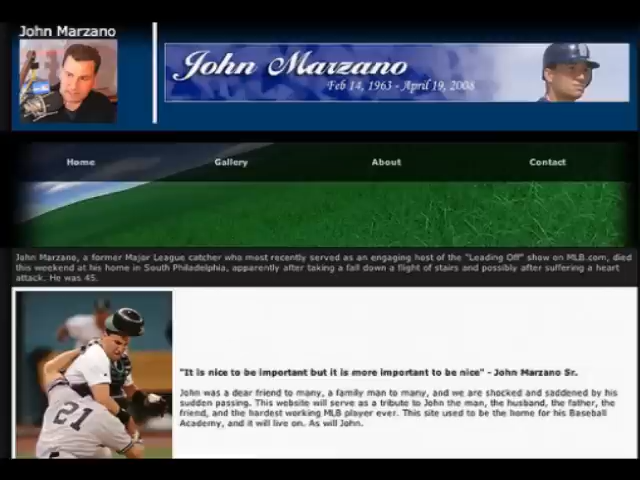 John Marzano
John Marzano
Feb 14, 1963 - April 19, 2008
Home Gallery About Contact
John Marzano, a former Major League catcher who most recently served as an engaging host of the "Leading Off" show on MLB.com, died
this weekend at his home in South Philadelphia, apparently after taking a fall down a flight of stairs and possibly after suffering a heart
attack. He was 45.
21
"It is nice to be important but it is more important to be nice" - John Marzano Sr.
John was a dear friend to many, a family man to many, and we are shocked and saddened by his
sudden passing. This website will serve as a tribute to John the man, the husband, the father, the
friend, and the hardest working MLB player ever. This site used to be the home for his Baseball
Academy, and it will live on. As will John.